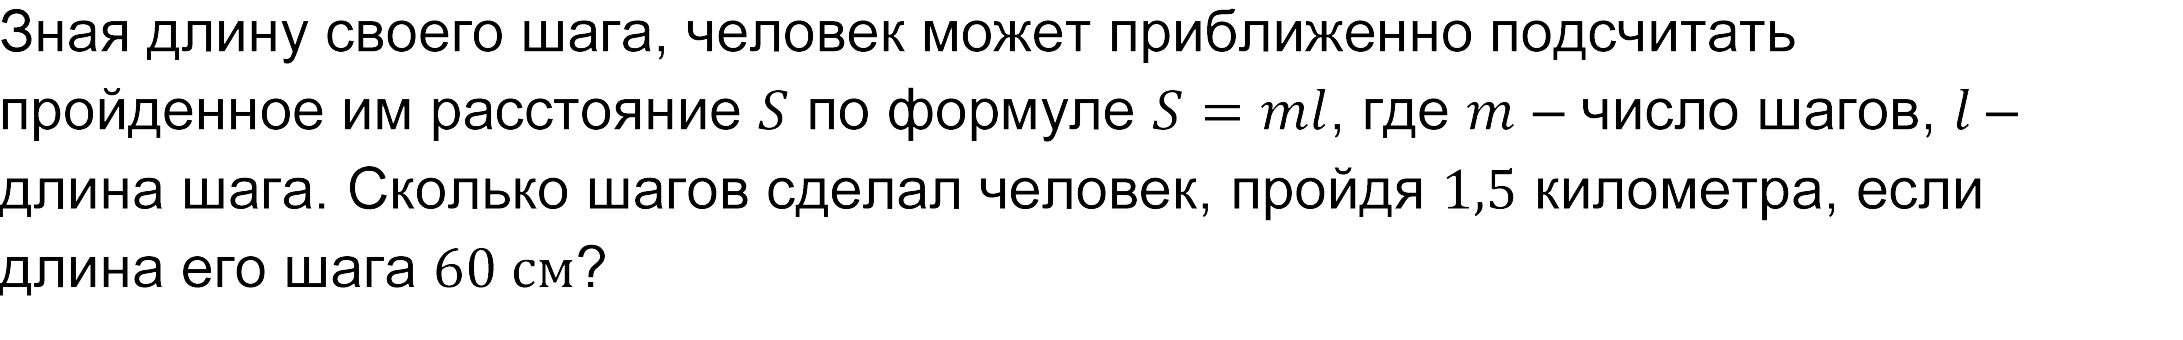 Зная длину своего шага, человек может приближенно подсчитать
пройденное им расстояние S по формуле S = ml, где m – число шагов, l –
длина шага. Сколько шагов сделал человек, пройдя 1,5 километра, если
длина его шага 60 см?